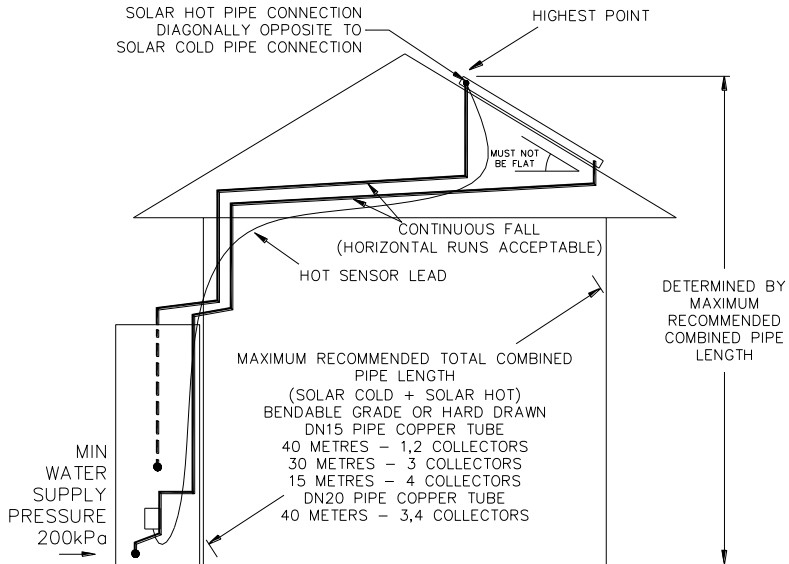 SOLAR HOT PIPE CONNECTION
DIAGONALLY OPPOSITE TO
SOLAR COLD PIPE CONNECTION
HIGHEST POINT
MUST NOT
BE FLAT
CONTINUOUS FALL
(HORIZONTAL RUNS ACCEPTABLE)
HOT SENSOR LEAD
DETERMINED BY
MAXIMUM
RECOMMENDED
COMBINED PIPE
LENGTH
MAXIMUM RECOMMENDED TOTAL COMBINED
PIPE LENGTH
(SOLAR COLD + SOLAR HOT)
BENDABLE GRADE OR HARD DRAWN
DN15 PIPE COPPER TUBE
40 METRES – 1,2 COLLECTORS
30 METRES – 3 COLLECTORS
15 METRES – 4 COLLECTORS
DN20 PIPE COPPER TUBE
40 METERS – 3,4 COLLECTORS
MIN
WATER
SUPPLY
PRESSURE
200kPa